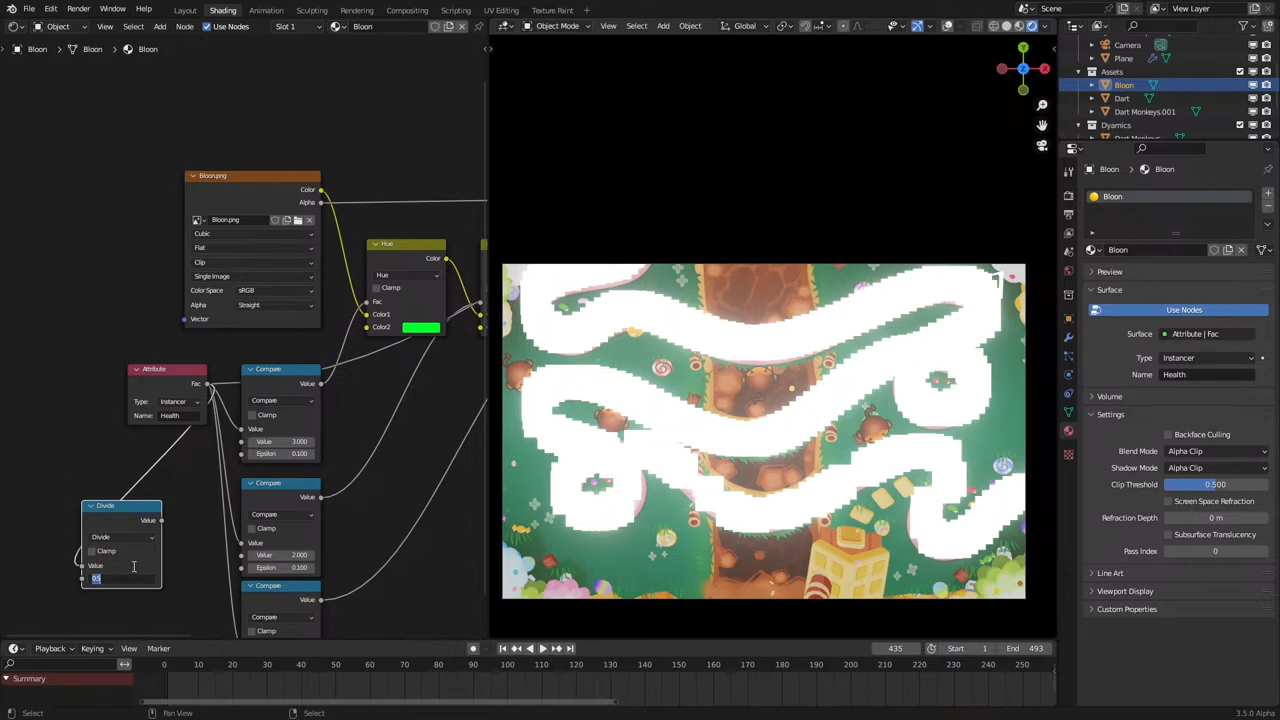 File Edit Render Window Help Layout Shading Animation Sculpting Rendering Compositing Scripting UV Editing Texture Paint Scene View Layer
Object View Select Add Node Use Nodes Slot 1 Bloon
Object Mode View Select Add Object Global
Bloon Bloon Bloon
Camera
Plane
Assets
Bloon
Dart
Dart Monkeys.001
Dyamics
Bloon Bloon
Bloon
Bloon
Preview
Surface
Use Nodes
Surface Attribute | Fac
Type: Instancer
Name Health
Volume
Settings
Backface Culling
Blend Mode Alpha Clip
Shadow Mode Alpha Clip
Clip Threshold 0.500
Screen Space Refraction
Refraction Depth 0 m
Subsurface Translucency
Pass Index 0
Line Art
Viewport Display
Custom Properties
Bloon.png
Color
Alpha
Bloon.png
Cubic
Flat
Clip
Single Image
Color Space sRGB
Alpha Straight
Vector
Hue
Color
Hue
Clamp
Fac
Color1
Color2
Attribute
Fac
Type: Instancer
Name: Health
Compare
Value
Compare
Clamp
Value
Value 3.000
Epsilon 0.100
Compare
Value
Compare
Clamp
Value
Value 2.000
Epsilon 0.100
Compare
Value
Compare
Clamp
Divide
Value
Divide
Clamp
Value
0.5
Playback Keying View Marker 435 Start 1 End 493
0 10 20 30 40 50 60 70 80 90 100 110 120 130 140 150 160 170 180 190 200 210 220 230 240 250
Summary
Select Pan View Select 3.5.0 Alpha